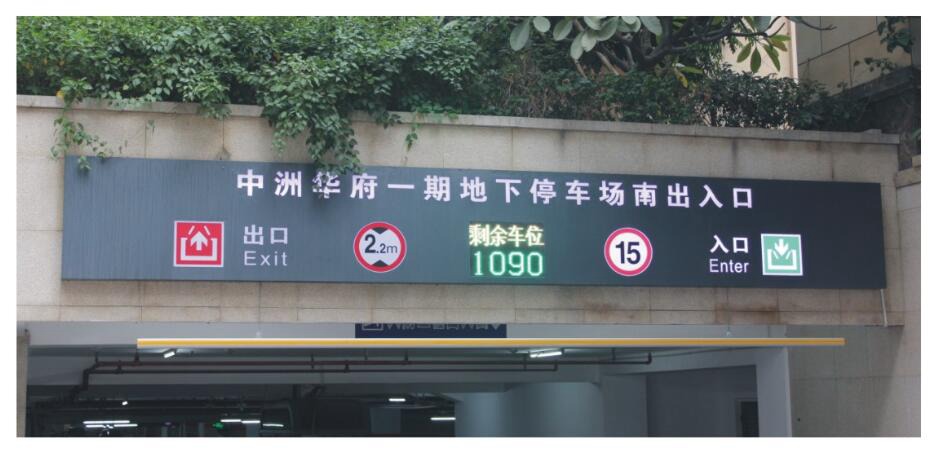 中洲华府一期地下停车场南出入口
出口
Exit
2.2m
剩余车位
1090
15
入口
Enter